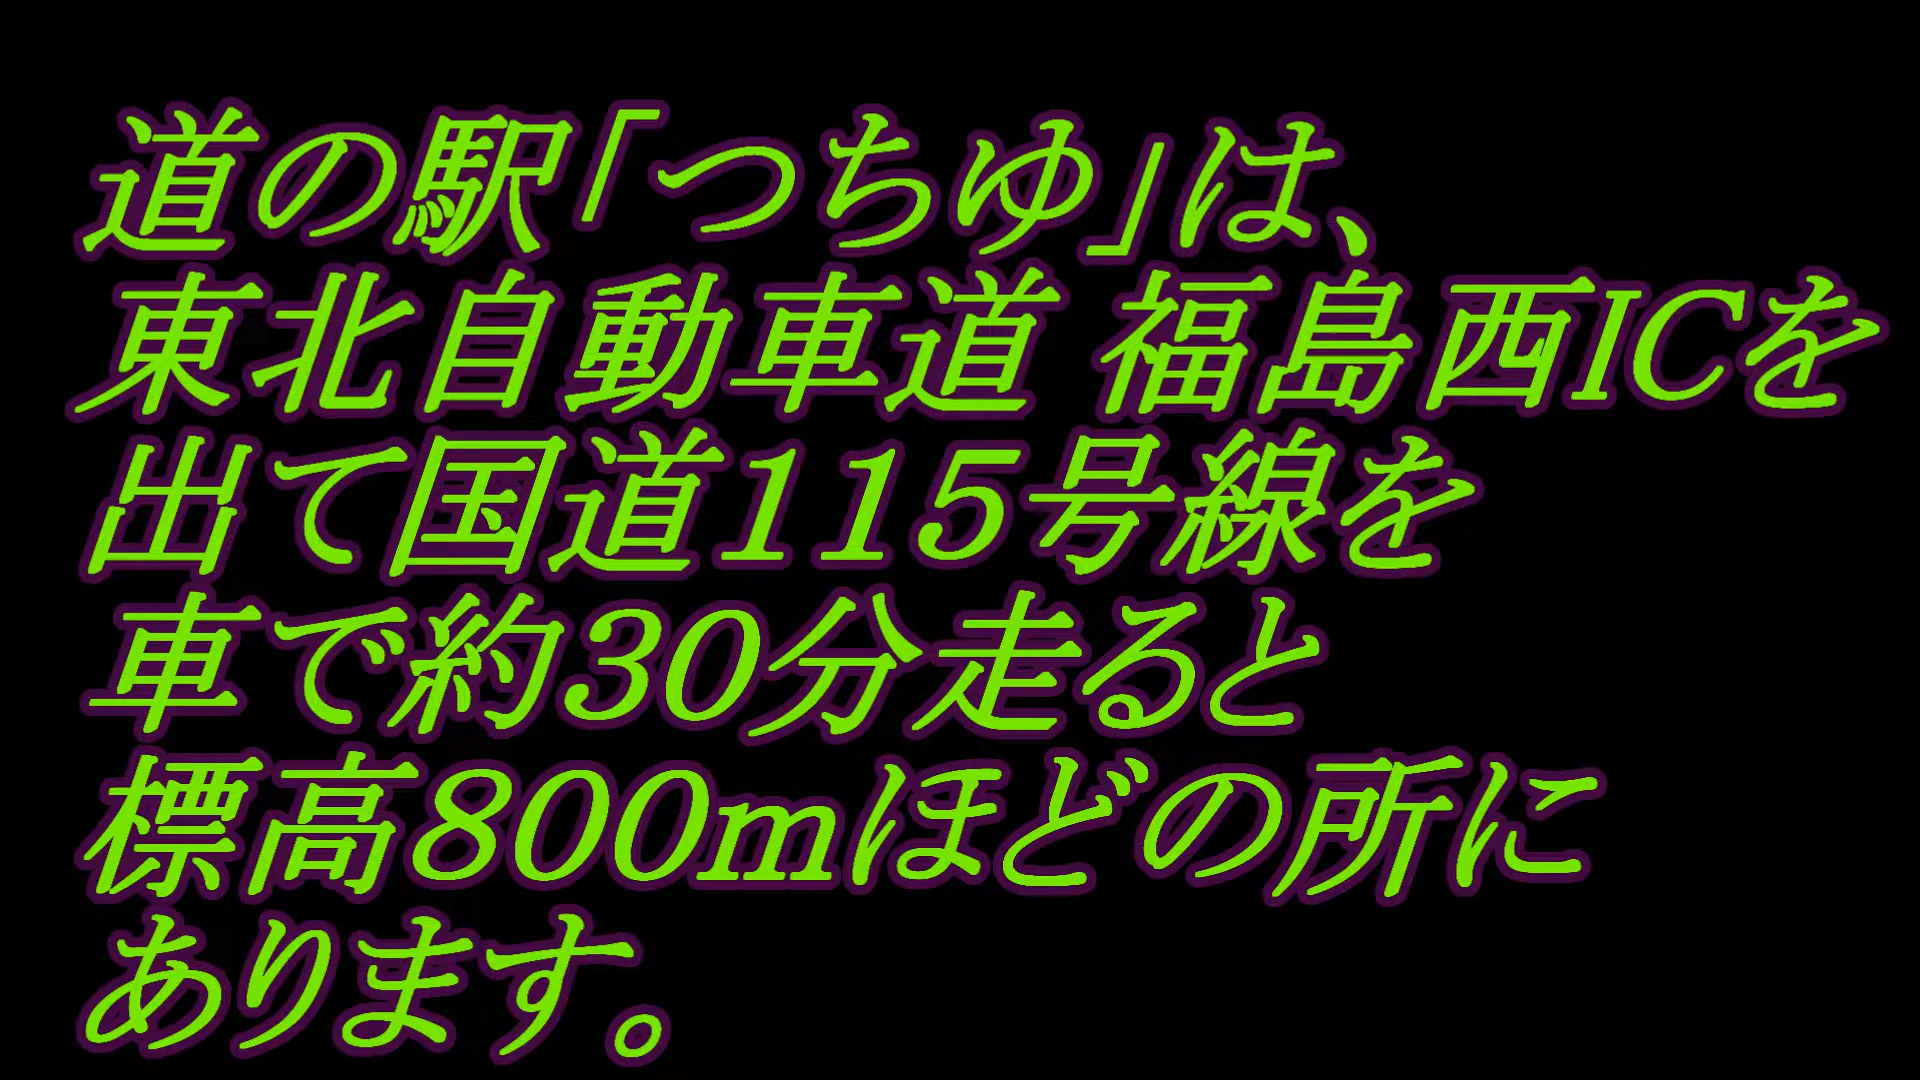 道の駅｢つちゆ｣は、
東北自動車道 福島西ICを
出て国道115号線を
車で約30分走ると
標高800mほどの所に
あります。